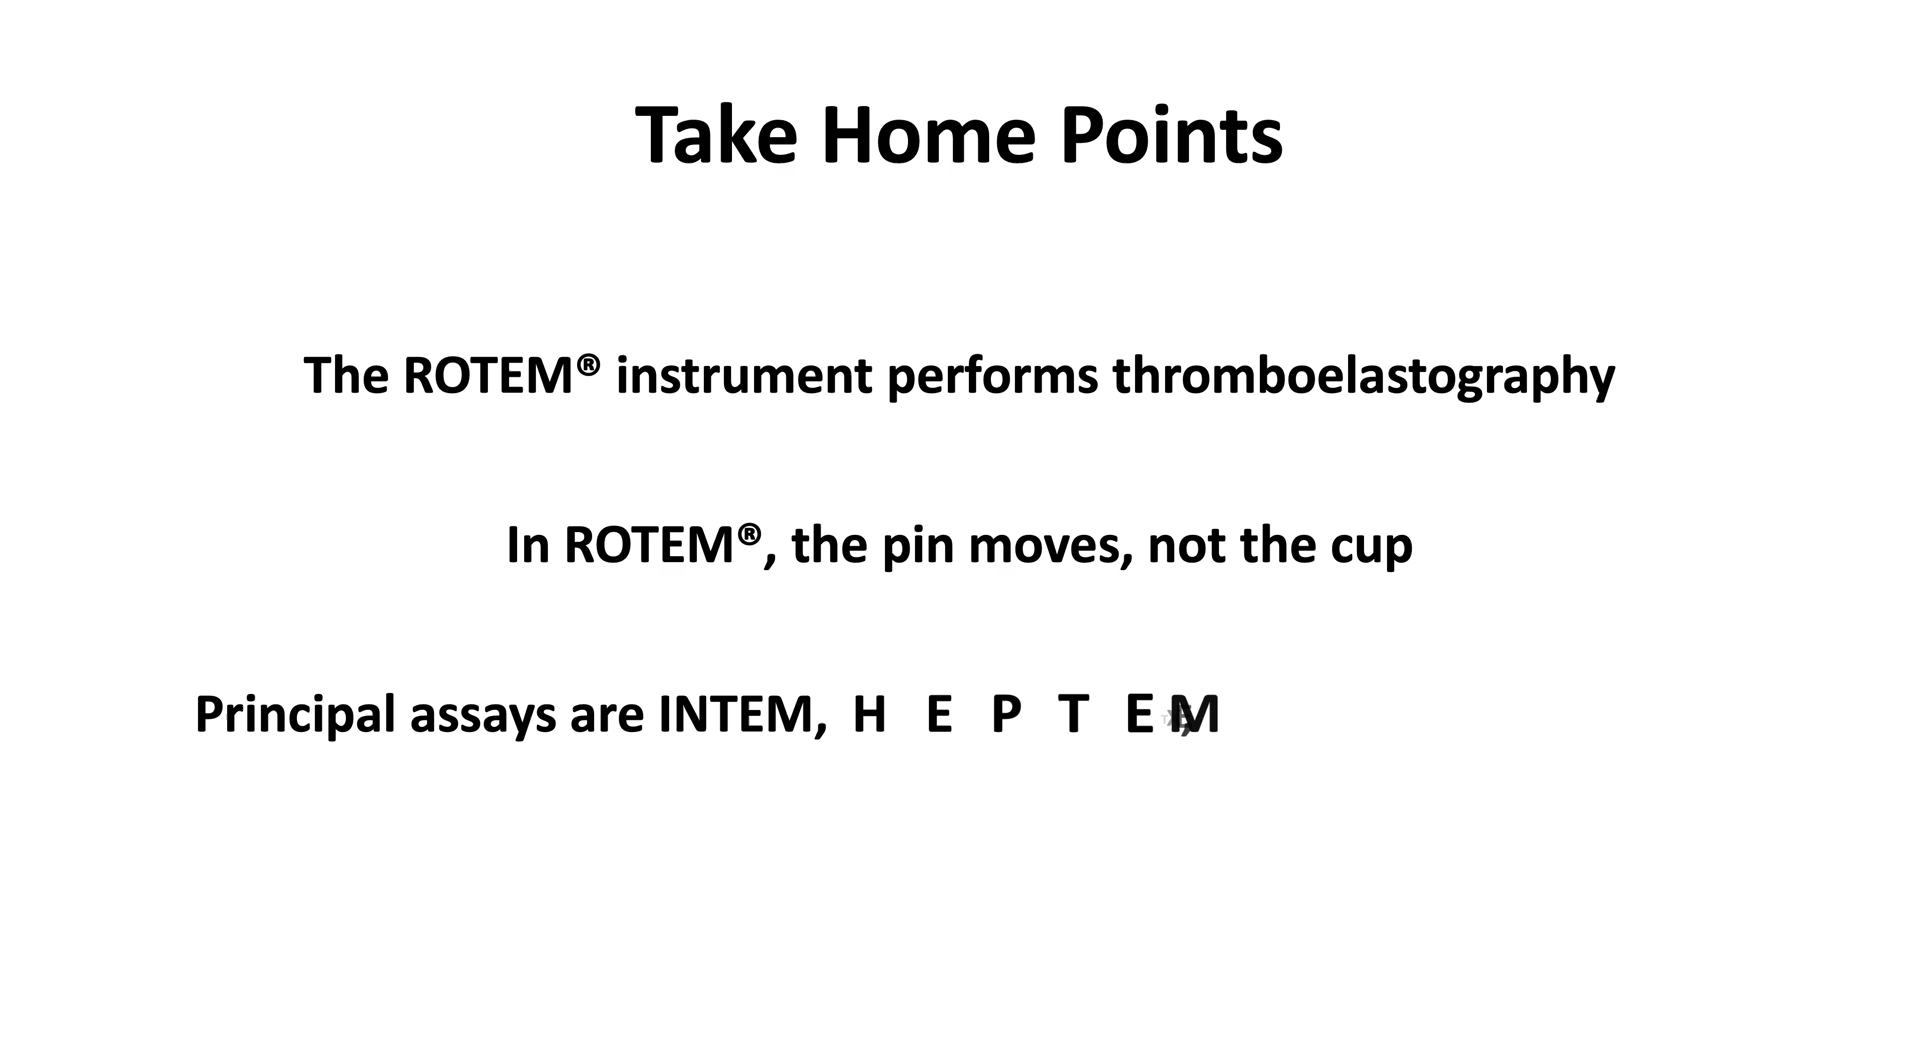 Take Home Points
The ROTEM® instrument performs thromboelastography
In ROTEM®, the pin moves, not the cup
Principal assays are INTEM, H E P T E M